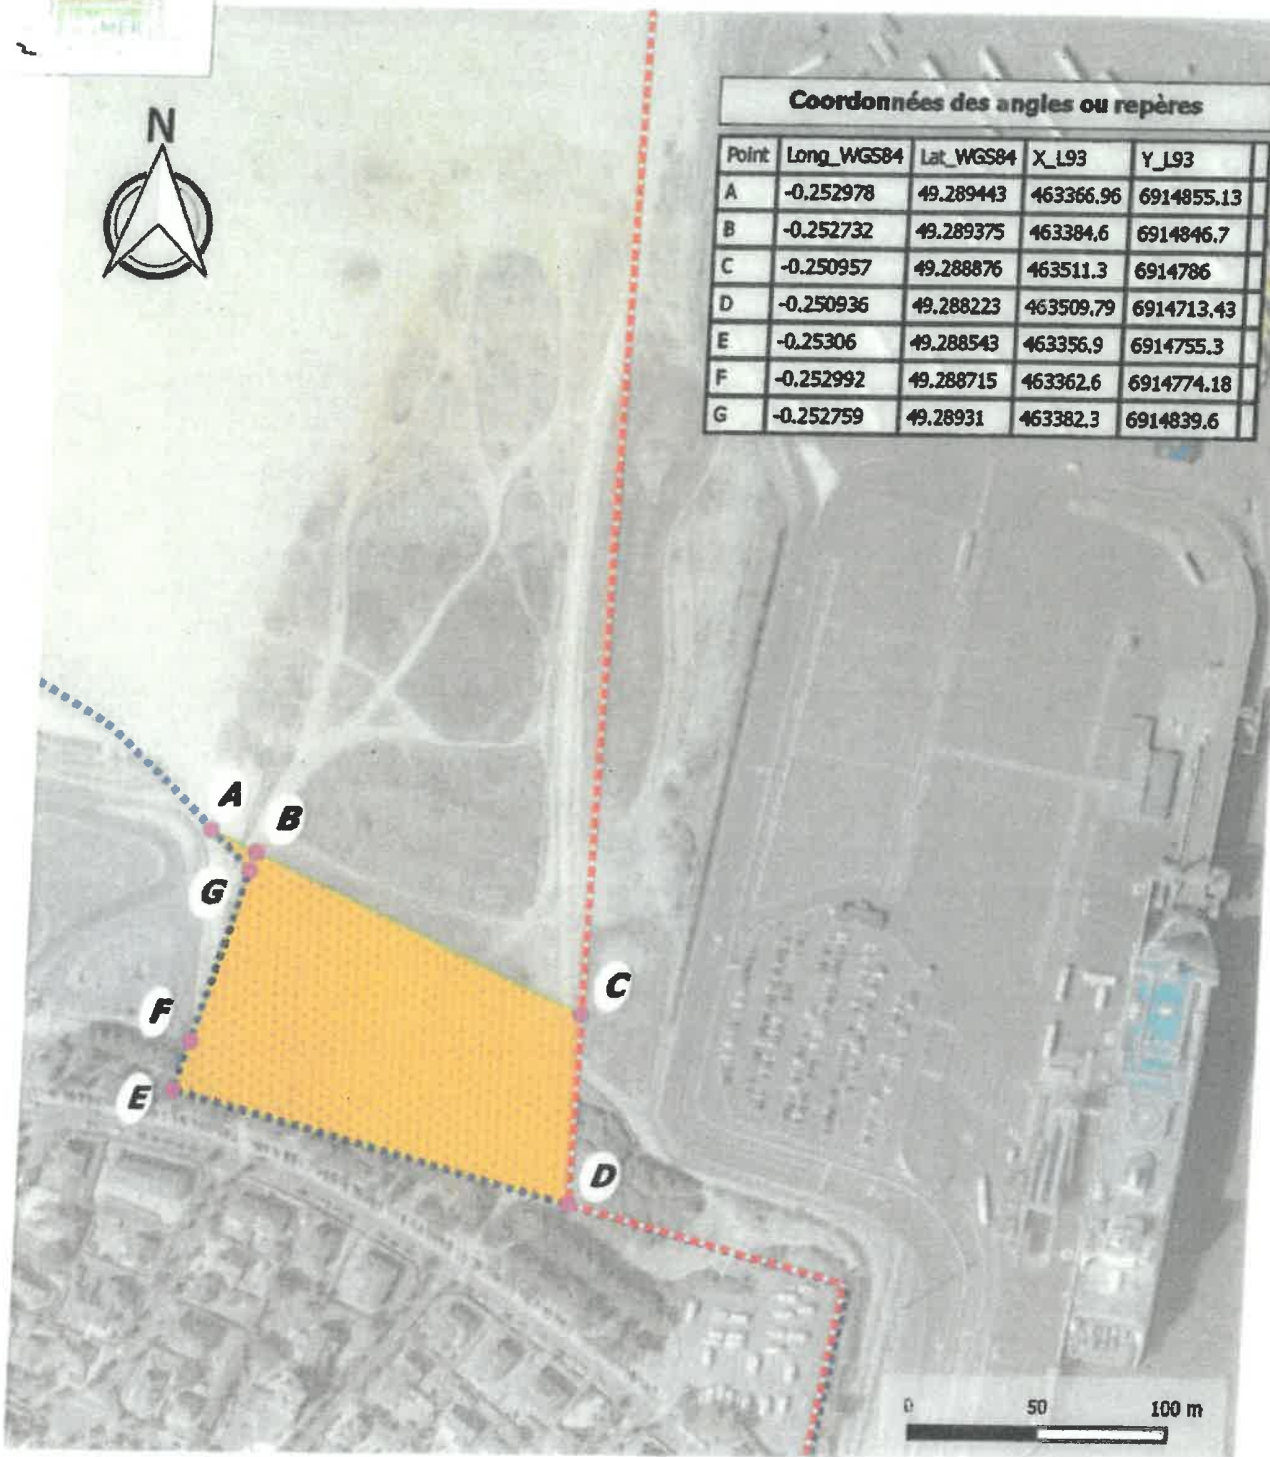 N
Coordonnées des angles ou repères
Point Long_WGS84 Lat_WGS84 X_L93 Y_L93
A -0.252978 49.289443 463366.96 6914855.13
B -0.252732 49.289375 463384.6 6914846.7
C -0.250957 49.288876 463511.3 6914786
D -0.250936 49.288223 463509.79 6914713.43
E -0.25306 49.288543 463356.9 6914755.3
F -0.252992 49.288715 463362.6 6914774.18
G -0.252759 49.28931 463382.3 6914839.6
A
B
G
C
F
E
D
0 50 100 m